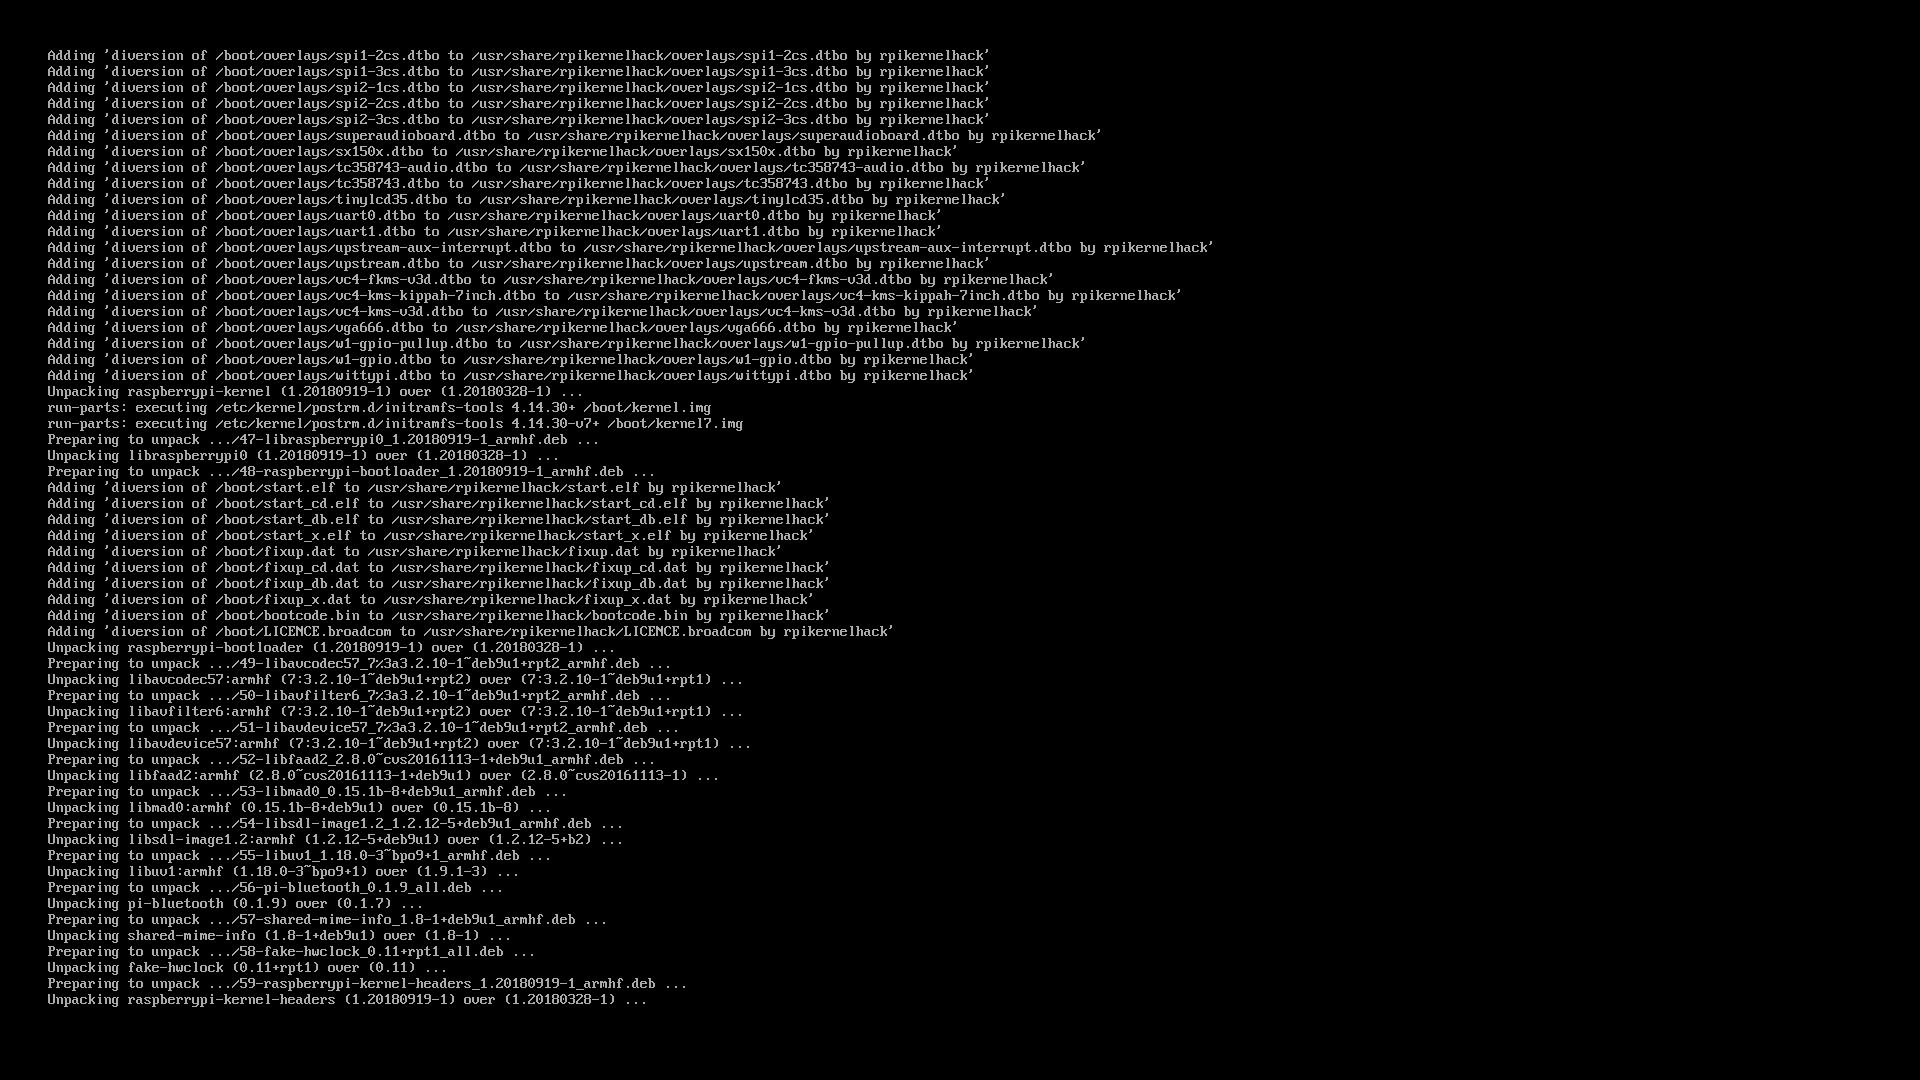 Adding 'diversion of /boot/overlays/spi1-2cs.dtbo to /usr/share/rpikernelhack/overlays/spi1-2cs.dtbo by rpikernelhack'
Adding 'diversion of /boot/overlays/spi1-3cs.dtbo to /usr/share/rpikernelhack/overlays/spi1-3cs.dtbo by rpikernelhack'
Adding 'diversion of /boot/overlays/spi2-1cs.dtbo to /usr/share/rpikernelhack/overlays/spi2-1cs.dtbo by rpikernelhack'
Adding 'diversion of /boot/overlays/spi2-2cs.dtbo to /usr/share/rpikernelhack/overlays/spi2-2cs.dtbo by rpikernelhack'
Adding 'diversion of /boot/overlays/spi2-3cs.dtbo to /usr/share/rpikernelhack/overlays/spi2-3cs.dtbo by rpikernelhack'
Adding 'diversion of /boot/overlays/superaudioboard.dtbo to /usr/share/rpikernelhack/overlays/superaudioboard.dtbo by rpikernelhack'
Adding 'diversion of /boot/overlays/sx150x.dtbo to /usr/share/rpikernelhack/overlays/sx150x.dtbo by rpikernelhack'
Adding 'diversion of /boot/overlays/tc358743-audio.dtbo to /usr/share/rpikernelhack/overlays/tc358743-audio.dtbo by rpikernelhack'
Adding 'diversion of /boot/overlays/tc358743.dtbo to /usr/share/rpikernelhack/overlays/tc358743.dtbo by rpikernelhack'
Adding 'diversion of /boot/overlays/tinylcd35.dtbo to /usr/share/rpikernelhack/overlays/tinylcd35.dtbo by rpikernelhack'
Adding 'diversion of /boot/overlays/uart0.dtbo to /usr/share/rpikernelhack/overlays/uart0.dtbo by rpikernelhack'
Adding 'diversion of /boot/overlays/uart1.dtbo to /usr/share/rpikernelhack/overlays/uart1.dtbo by rpikernelhack'
Adding 'diversion of /boot/overlays/upstream-aux-interrupt.dtbo to /usr/share/rpikernelhack/overlays/upstream-aux-interrupt.dtbo by rpikernelhack'
Adding 'diversion of /boot/overlays/upstream.dtbo to /usr/share/rpikernelhack/overlays/upstream.dtbo by rpikernelhack'
Adding 'diversion of /boot/overlays/vc4-fkms-v3d.dtbo to /usr/share/rpikernelhack/overlays/vc4-fkms-v3d.dtbo by rpikernelhack'
Adding 'diversion of /boot/overlays/vc4-kms-kippah-7inch.dtbo to /usr/share/rpikernelhack/overlays/vc4-kms-kippah-7inch.dtbo by rpikernelhack'
Adding 'diversion of /boot/overlays/vc4-kms-v3d.dtbo to /usr/share/rpikernelhack/overlays/vc4-kms-v3d.dtbo by rpikernelhack'
Adding 'diversion of /boot/overlays/vga666.dtbo to /usr/share/rpikernelhack/overlays/vga666.dtbo by rpikernelhack'
Adding 'diversion of /boot/overlays/w1-gpio-pullup.dtbo to /usr/share/rpikernelhack/overlays/w1-gpio-pullup.dtbo by rpikernelhack'
Adding 'diversion of /boot/overlays/w1-gpio.dtbo to /usr/share/rpikernelhack/overlays/w1-gpio.dtbo by rpikernelhack'
Adding 'diversion of /boot/overlays/wittypi.dtbo to /usr/share/rpikernelhack/overlays/wittypi.dtbo by rpikernelhack'
Unpacking raspberrypi-kernel (1.20180919-1) over (1.20180328-1) ...
run-parts: executing /etc/kernel/postrm.d/initramfs-tools 4.14.30+ /boot/kernel.img
run-parts: executing /etc/kernel/postrm.d/initramfs-tools 4.14.30-v7+ /boot/kernel7.img
Preparing to unpack .../47-libraspberrypi0_1.20180919-1_armhf.deb ...
Unpacking libraspberrypi0 (1.20180919-1) over (1.20180328-1) ...
Preparing to unpack .../48-raspberrypi-bootloader_1.20180919-1_armhf.deb ...
Adding 'diversion of /boot/start.elf to /usr/share/rpikernelhack/start.elf by rpikernelhack'
Adding 'diversion of /boot/start_cd.elf to /usr/share/rpikernelhack/start_cd.elf by rpikernelhack'
Adding 'diversion of /boot/start_db.elf to /usr/share/rpikernelhack/start_db.elf by rpikernelhack'
Adding 'diversion of /boot/start_x.elf to /usr/share/rpikernelhack/start_x.elf by rpikernelhack'
Adding 'diversion of /boot/fixup.dat to /usr/share/rpikernelhack/fixup.dat by rpikernelhack'
Adding 'diversion of /boot/fixup_cd.dat to /usr/share/rpikernelhack/fixup_cd.dat by rpikernelhack'
Adding 'diversion of /boot/fixup_db.dat to /usr/share/rpikernelhack/fixup_db.dat by rpikernelhack'
Adding 'diversion of /boot/fixup_x.dat to /usr/share/rpikernelhack/fixup_x.dat by rpikernelhack'
Adding 'diversion of /boot/bootcode.bin to /usr/share/rpikernelhack/bootcode.bin by rpikernelhack'
Adding 'diversion of /boot/LICENCE.broadcom to /usr/share/rpikernelhack/LICENCE.broadcom by rpikernelhack'
Unpacking raspberrypi-bootloader (1.20180919-1) over (1.20180328-1) ...
Preparing to unpack .../49-libavcodec57_7%3a3.2.10-1~deb9u1+rpt2_armhf.deb ...
Unpacking libavcodec57:armhf (7:3.2.10-1~deb9u1+rpt2) over (7:3.2.10-1~deb9u1+rpt1) ...
Preparing to unpack .../50-libavfilter6_7%3a3.2.10-1~deb9u1+rpt2_armhf.deb ...
Unpacking libavfilter6:armhf (7:3.2.10-1~deb9u1+rpt2) over (7:3.2.10-1~deb9u1+rpt1) ...
Preparing to unpack .../51-libavdevice57_7%3a3.2.10-1~deb9u1+rpt2_armhf.deb ...
Unpacking libavdevice57:armhf (7:3.2.10-1~deb9u1+rpt2) over (7:3.2.10-1~deb9u1+rpt1) ...
Preparing to unpack .../52-libfaad2_2.8.0~cvs20161113-1+deb9u1_armhf.deb ...
Unpacking libfaad2:armhf (2.8.0~cvs20161113-1+deb9u1) over (2.8.0~cvs20161113-1) ...
Preparing to unpack .../53-libmad0_0.15.1b-8+deb9u1_armhf.deb ...
Unpacking libmad0:armhf (0.15.1b-8+deb9u1) over (0.15.1b-8) ...
Preparing to unpack .../54-libsdl-image1.2_1.2.12-5+deb9u1_armhf.deb ...
Unpacking libsdl-image1.2:armhf (1.2.12-5+deb9u1) over (1.2.12-5+b2) ...
Preparing to unpack .../55-libuv1_1.18.0-3~bpo9+1_armhf.deb ...
Unpacking libuv1:armhf (1.18.0-3~bpo9+1) over (1.9.1-3) ...
Preparing to unpack .../56-pi-bluetooth_0.1.9_all.deb ...
Unpacking pi-bluetooth (0.1.9) over (0.1.7) ...
Preparing to unpack .../57-shared-mime-info_1.8-1+deb9u1_armhf.deb ...
Unpacking shared-mime-info (1.8-1+deb9u1) over (1.8-1) ...
Preparing to unpack .../58-fake-hwclock_0.11+rpt1_all.deb ...
Unpacking fake-hwclock (0.11+rpt1) over (0.11) ...
Preparing to unpack .../59-raspberrypi-kernel-headers_1.20180919-1_armhf.deb ...
Unpacking raspberrypi-kernel-headers (1.20180919-1) over (1.20180328-1) ...